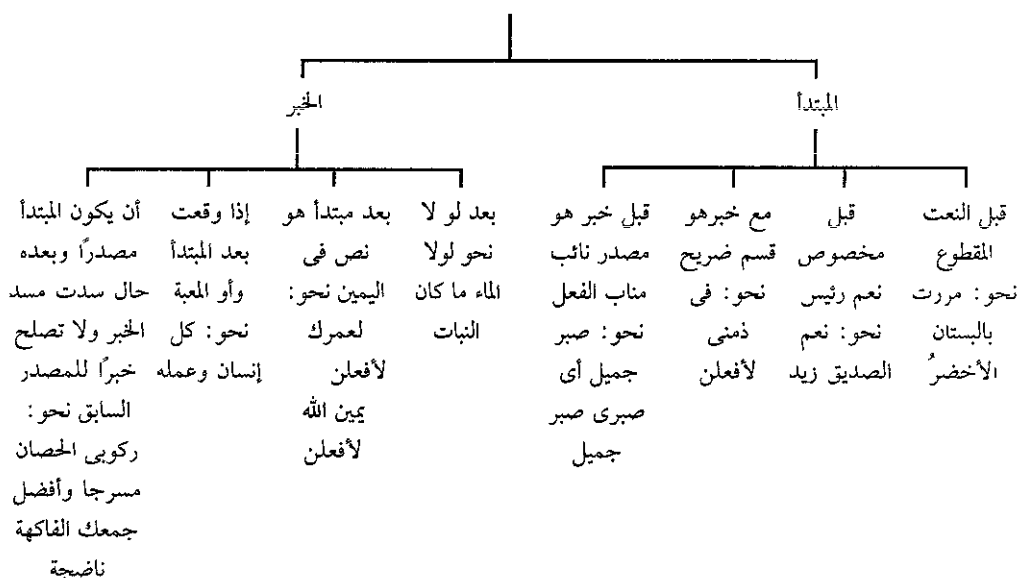 المبتدأ
الخبر
قبل النعت
المقطوع
نحو: مررت
بالبستان
الأخضرُ
قبل
مخصوص
نعم رئيس
نحو: نعم
الصديق زيد
مع خبرهو
قسم ضريح
نحو: فى
ذمنى
لأفعلن
قبل خبر هو
مصدر نائب
مناب الفعل
نحو: صبر
جميل أى
صبرى صبر
جميل
بعد لو لا
نحو لولا
الماء ما كان
النبات
بعد مبتدأ هو
نص فى
اليمين نحو:
لعمرك
لأفعلن
يمين الله
لأفعلن
إذا وقعت
بعد المبتدأ
وأو المعبة
نحو: كل
إنسان وعمله
أن يكون المبتدأ
مصدرًا وبعده
حال سدت مسد
الخبر ولا تصلح
خبرًا للمصدر
السابق نحو:
ركوبى الحصان
مسرجا وأفضل
جمعك الفاكهة
ناضجة